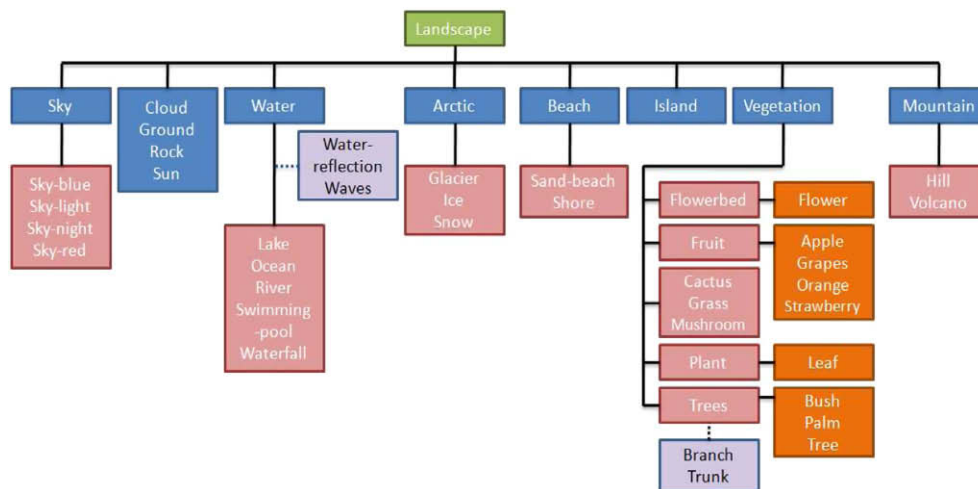 Landscape
Sky
Cloud
Ground
Rock
Sun
Water
Arctic
Beach
Island
Vegetation
Mountain
Water-
reflection
Waves
Sky-blue
Sky-light
Sky-night
Sky-red
Lake
Ocean
River
Swimming
-pool
Waterfall
Glacier
Ice
Snow
Sand-beach
Shore
Flowerbed
Flower
Fruit
Apple
Grapes
Orange
Strawberry
Cactus
Grass
Mushroom
Plant
Leaf
Trees
Bush
Palm
Tree
Branch
Trunk
Hill
Volcano